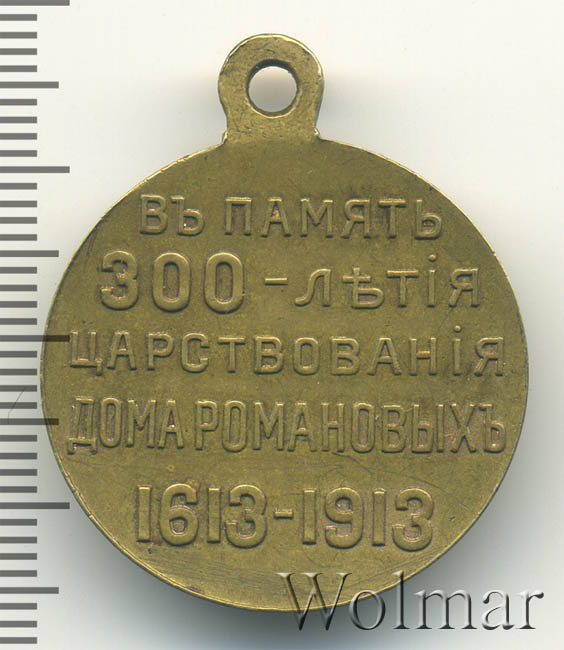 ВЪ ПАМЯТЬ
300-ЛѢТІЯ
ЦАРСТВОВАНІЯ
ДОМА РОМАНОВЫХЪ
1613-1913
Wolmar